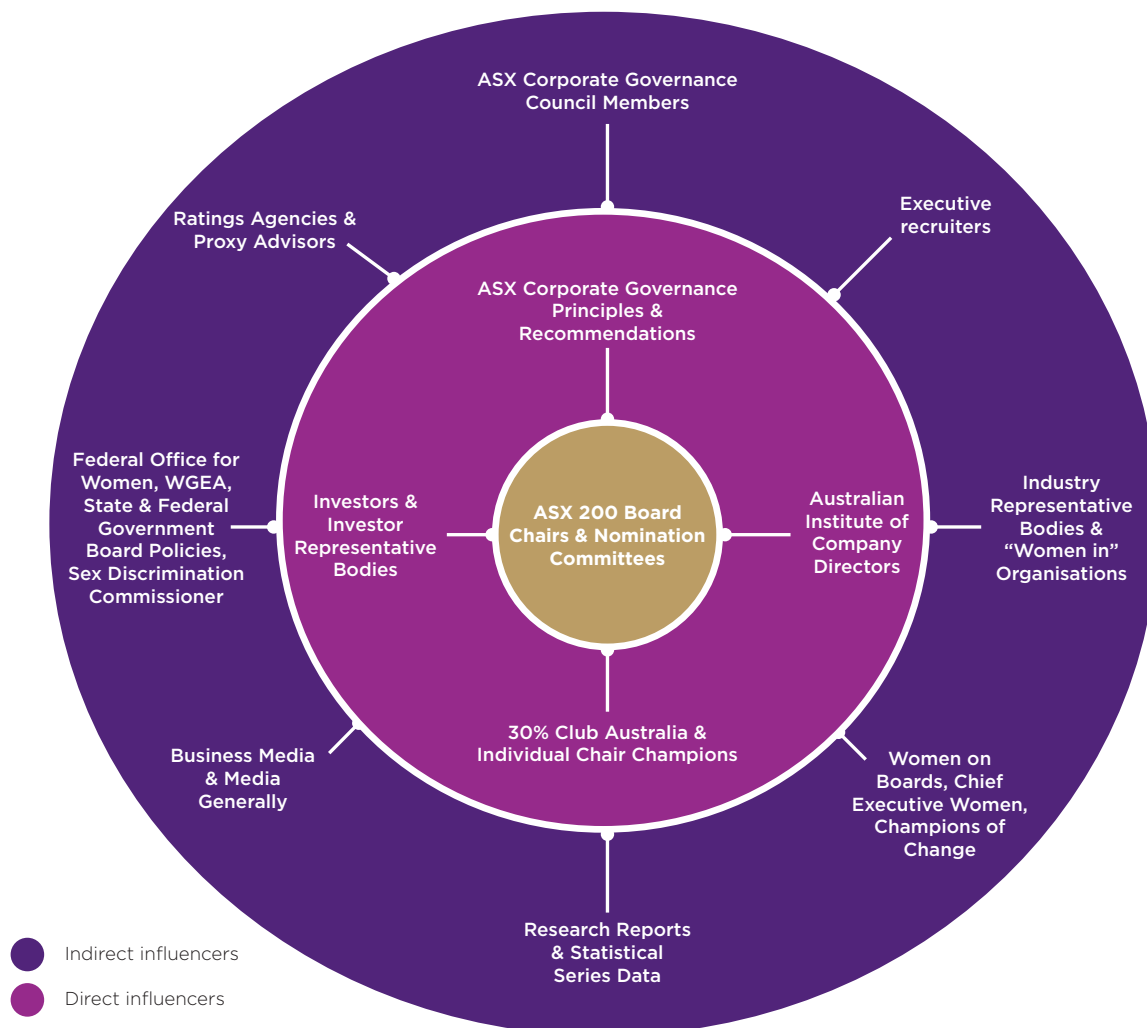 ASX Corporate Governance
Council Members
Ratings Agencies &
Proxy Advisors
Executive
recruiters
ASX Corporate Governance
Principles &
Recommendations
Federal Office for
Women, WGEA,
State & Federal
Government
Board Policies,
Sex Discrimination
Commissioner
Investors &
Investor
Representative
Bodies
ASX 200 Board
Chairs & Nomination
Committees
Australian
Institute of
Company
Directors
Industry
Representative
Bodies &
“Women in”
Organisations
30% Club Australia &
Individual Chair Champions
Business Media
& Media
Generally
Women on
Boards, Chief
Executive Women,
Champions of
Change
Research Reports
& Statistical
Series Data
Indirect influencers
Direct influencers